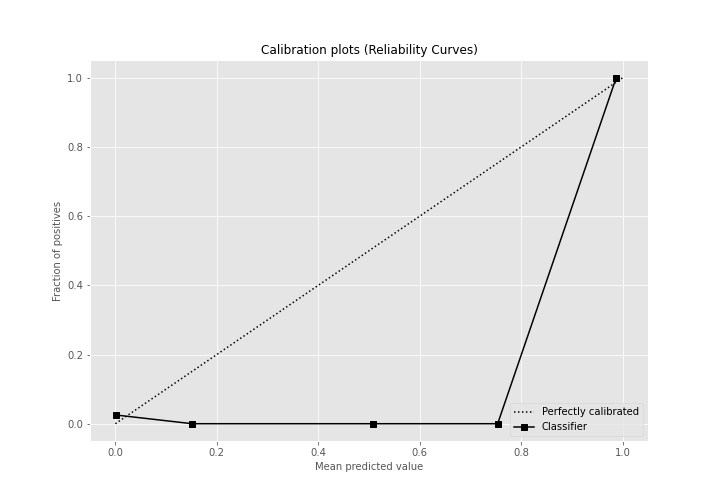 Calibration plots (Reliability Curves)
1.0
0.8
0.6
0.4
0.2
0.0
Fraction of positives
0.0 0.2 0.4 0.6 0.8 1.0
Mean predicted value
Perfectly calibrated
Classifier